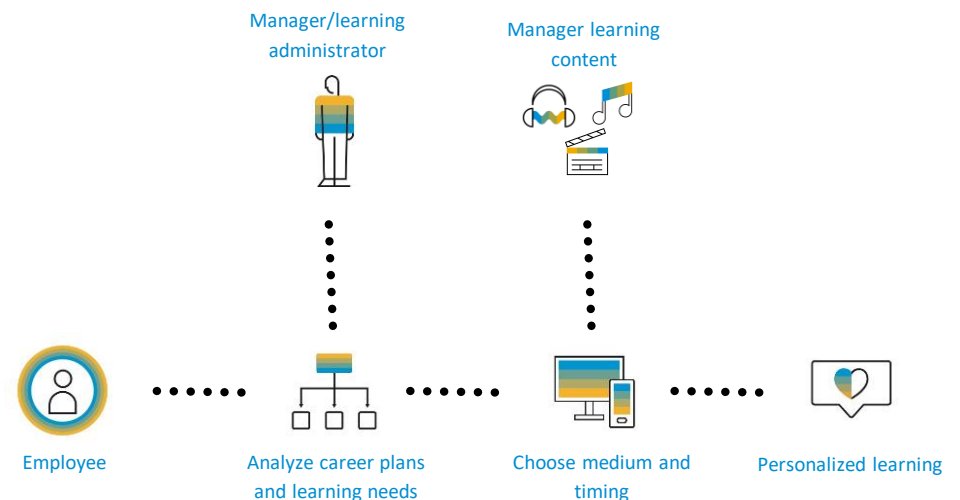 Manager/learning
administrator
Manager learning
content
Employee
Analyze career plans
and learning needs
Choose medium and
timing
Personalized learning